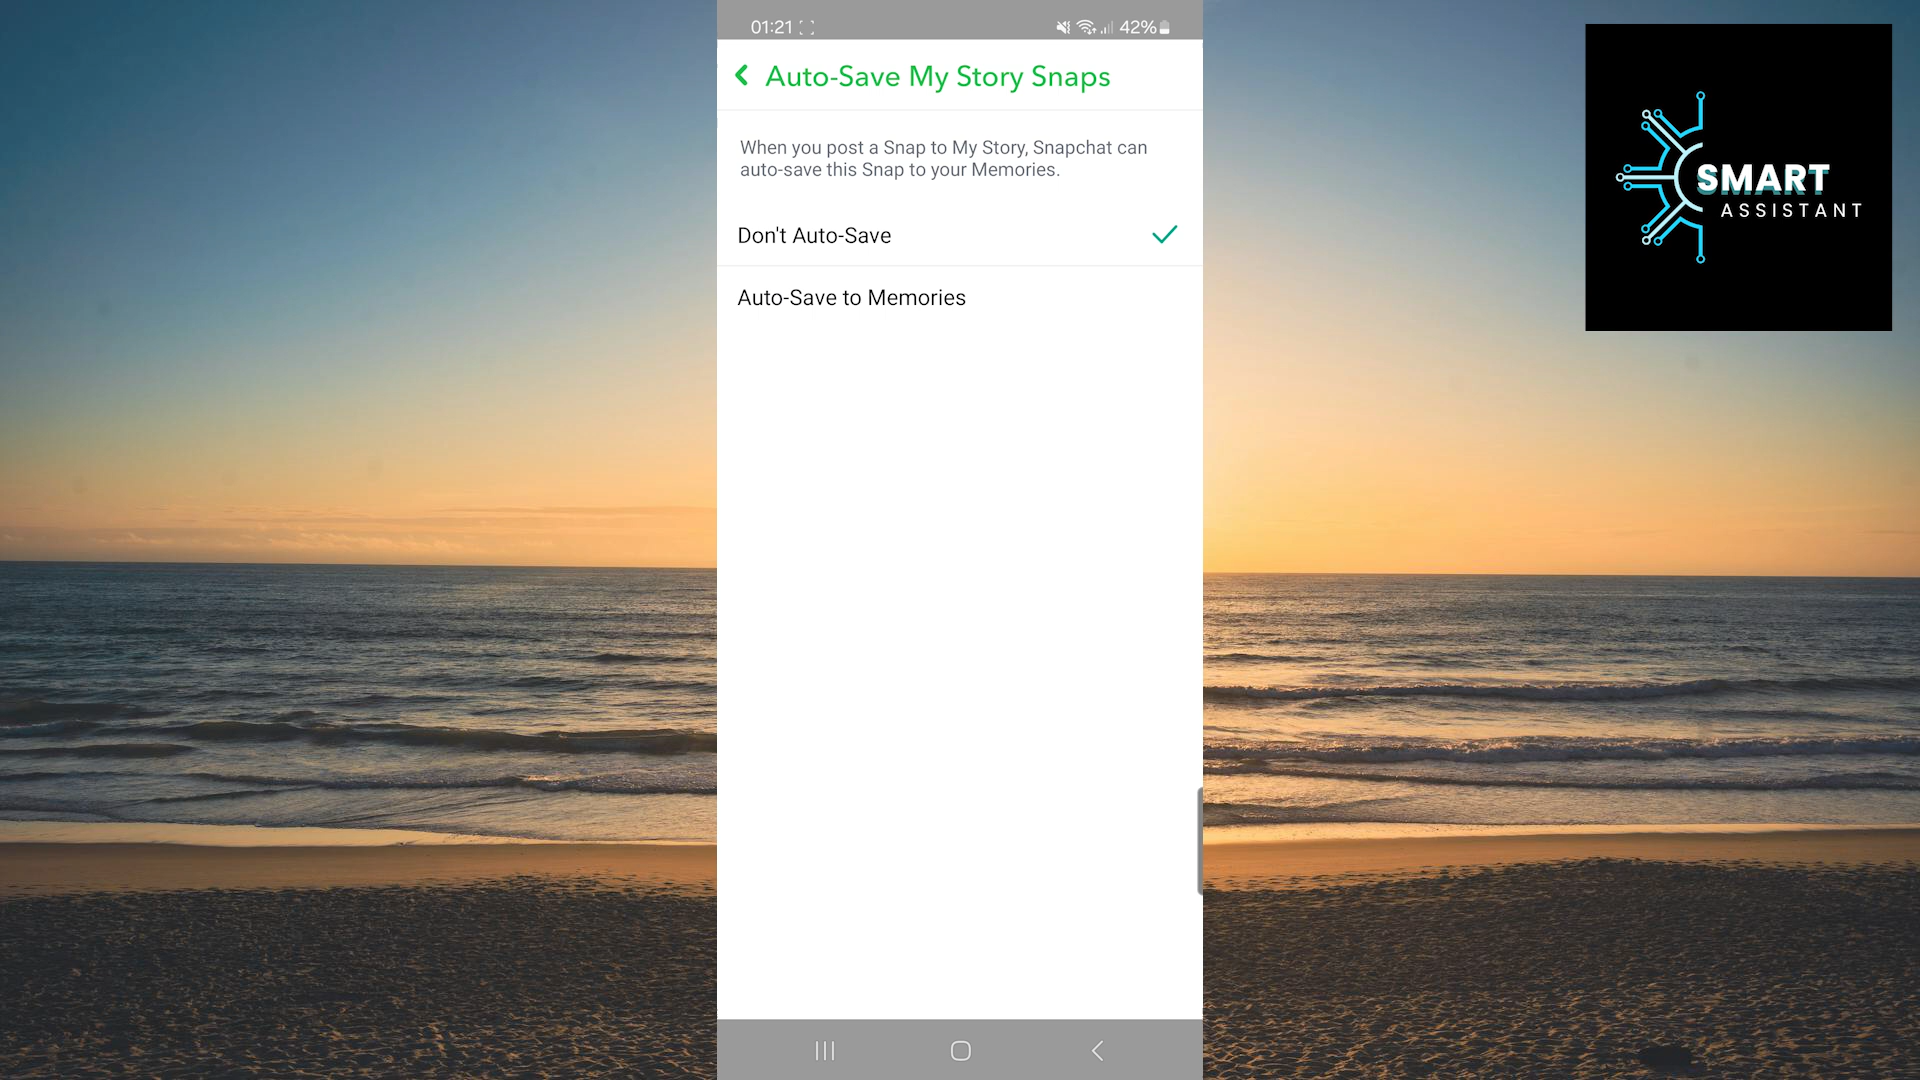 01:21
42%
Auto-Save My Story Snaps
When you post a Snap to My Story, Snapchat can
auto-save this Snap to your Memories.
Don't Auto-Save
Auto-Save to Memories
SMART
ASSISTANT